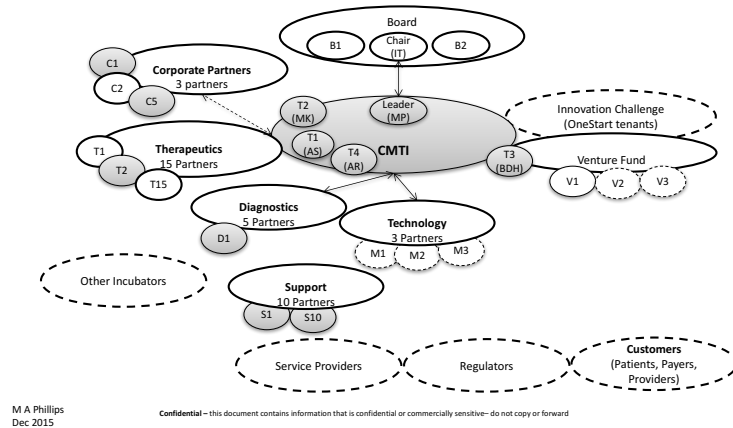 Board
B1
Chair
(IT)
B2
C1
C2
C5
Corporate Partners
3 partners
T2
(MK)
Leader
(MP)
T1
(AS)
T4
(AR)
CMTI
Innovation Challenge
(OneStart tenants)
T3
(BDH)
Venture Fund
V1
V2
V3
T1
T2
T15
Therapeutics
15 Partners
Diagnostics
5 Partners
D1
Technology
3 Partners
M1
M2
M3
Other Incubators
Support
10 Partners
S1
S10
Service Providers
Regulators
Customers
(Patients, Payers,
Providers)
M A Phillips
Dec 2015
Confidential – this document contains information that is confidential or commercially sensitive– do not copy or forward